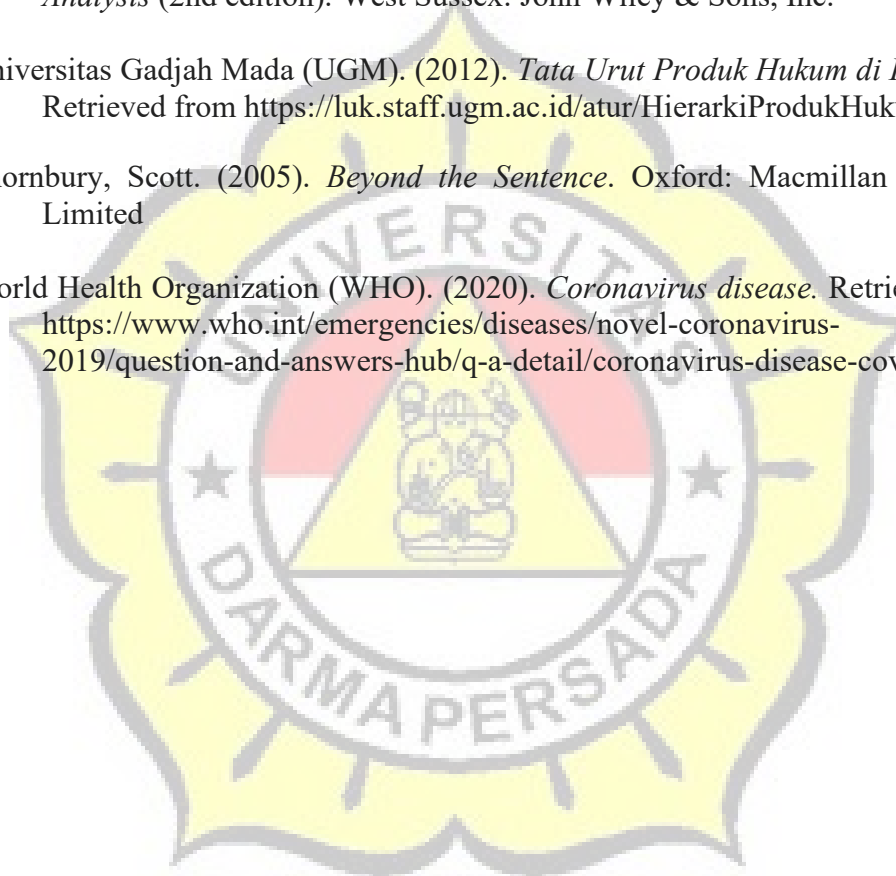 Analysis (2nd edition). West Sussex: John Wiley & Sons, Inc.
niversitas Gadjah Mada (UGM). (2012). Tata Urut Produk Hukum di
Retrieved from https://luk.staff.ugm.ac.id/atur/HierarkiProdukHuk
ornbury, Scott. (2005). Beyond the Sentence. Oxford: Macmillan
Limited
orld Health Organization (WHO). (2020). Coronavirus disease. Retrie
https://www.who.int/emergencies/diseases/novel-coronavirus-
2019/question-and-answers-hub/q-a-detail/coronavirus-disease-cov
UNIVERSITAS
DARMA PERSADA